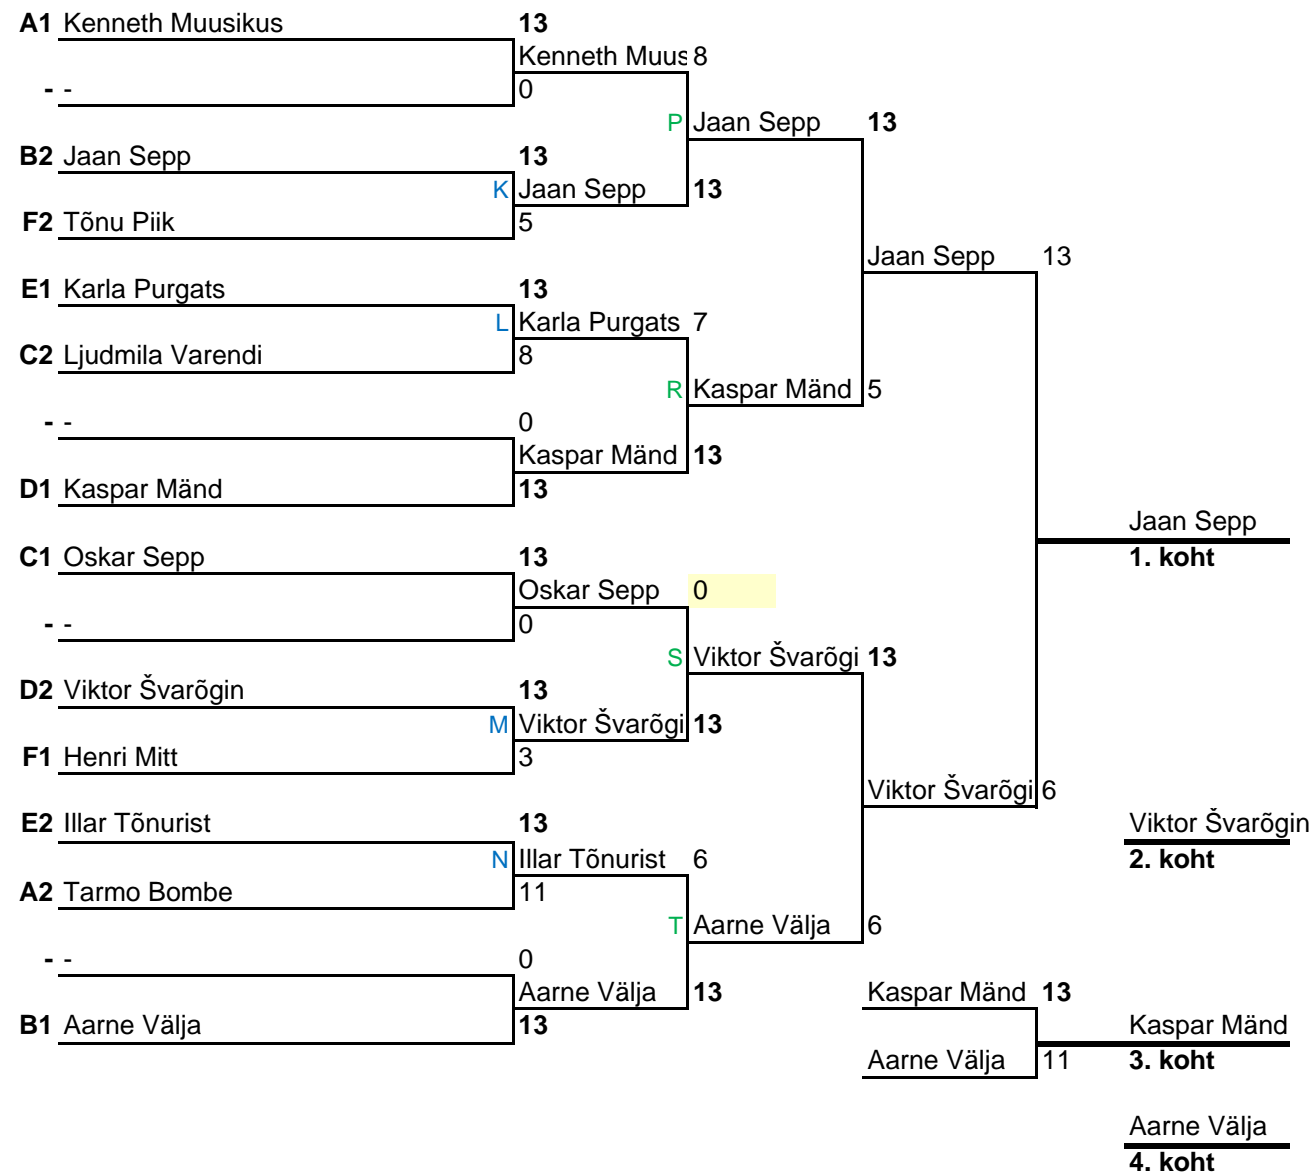 A1 Kenneth Muusikus 13
Kenneth Muus 8
- - 0
P Jaan Sepp 13
B2 Jaan Sepp 13
K Jaan Sepp 13
F2 Tõnu Piik 5
Jaan Sepp 13
E1 Karla Purgats 13
L Karla Purgats 7
C2 Ljudmila Varendi 8
R Kaspar Mänd 5
- - 0
Kaspar Mänd 13
D1 Kaspar Mänd 13
Jaan Sepp
C1 Oskar Sepp 13
1. koht
Oskar Sepp 0
- - 0
S Viktor Švarõgi 13
D2 Viktor Švarõgin 13
M Viktor Švarõgi 13
F1 Henri Mitt 3
Viktor Švarõgi 6
E2 Illar Tõnurist 13
Viktor Švarõgin
N Illar Tõnurist 6
2. koht
A2 Tarmo Bombe 11
T Aarne Välja 6
- - 0
Aarne Välja 13
Kaspar Mänd 13
B1 Aarne Välja 13
Kaspar Mänd
Aarne Välja 11
3. koht
Aarne Välja
4. koht